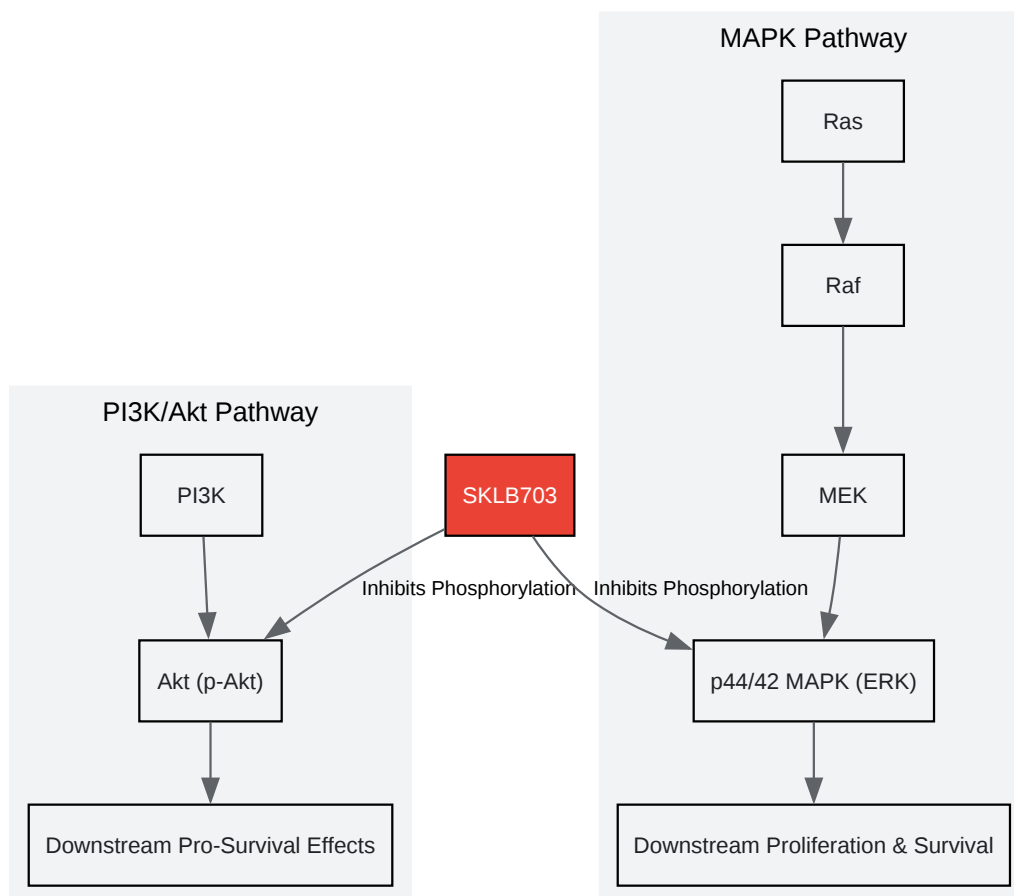 MAPK Pathway
Ras
Raf
PI3K/Akt Pathway
PI3K
SKLB703
MEK
Inhibits Phosphorylation
Inhibits Phosphorylation
Akt (p-Akt)
p44/42 MAPK (ERK)
Downstream Pro-Survival Effects
Downstream Proliferation & Survival